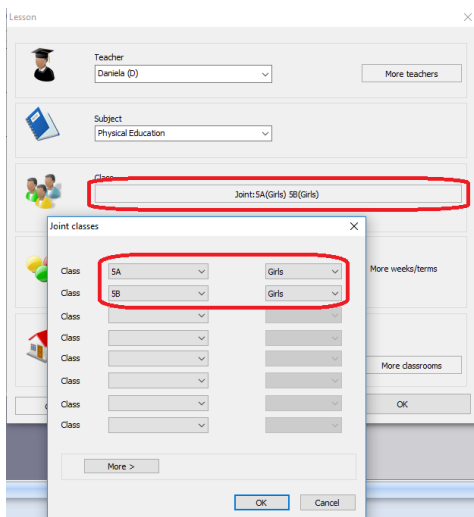 Lesson
Teacher
Daniela (D)
More teachers
Subject
Physical Education
Class
Joint:5A(Girls) 5B(Girls)
Joint classes
Class 5A Girls
Class 5B Girls
Class
Class
Class
Class
Class
Class
More >
OK Cancel
More weeks/terms
More classrooms
OK